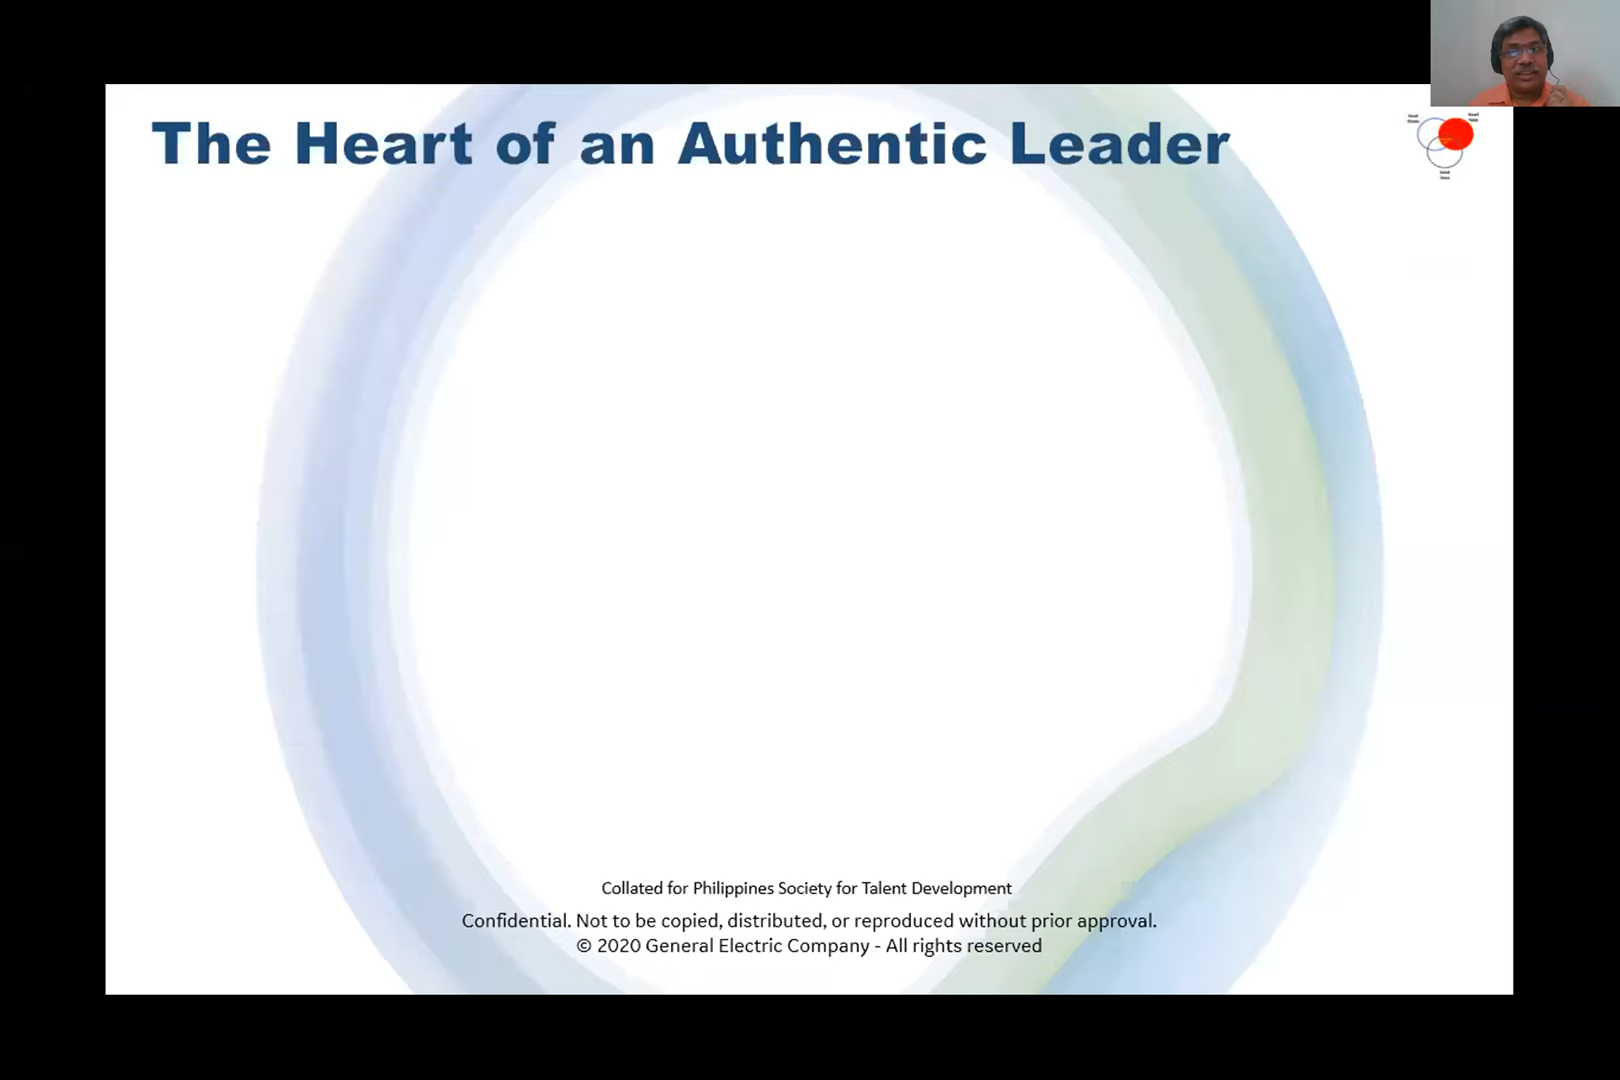 The Heart of an Authentic Leader
Collated for Philippines Society for Talent Development
Confidential. Not to be copied, distributed, or reproduced without prior approval.
© 2020 General Electric Company - All rights reserved